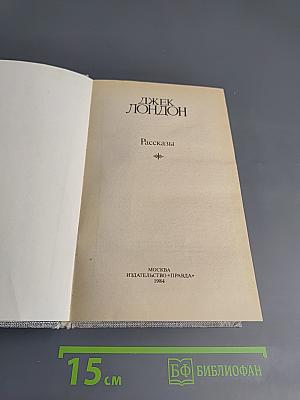 ДЖЕК
ЛОНДОН
Рассказы
МОСКВА
ИЗДАТЕЛЬСТВО «ПРАВДА»
1984
15 см
БФ БИБЛИОФАН